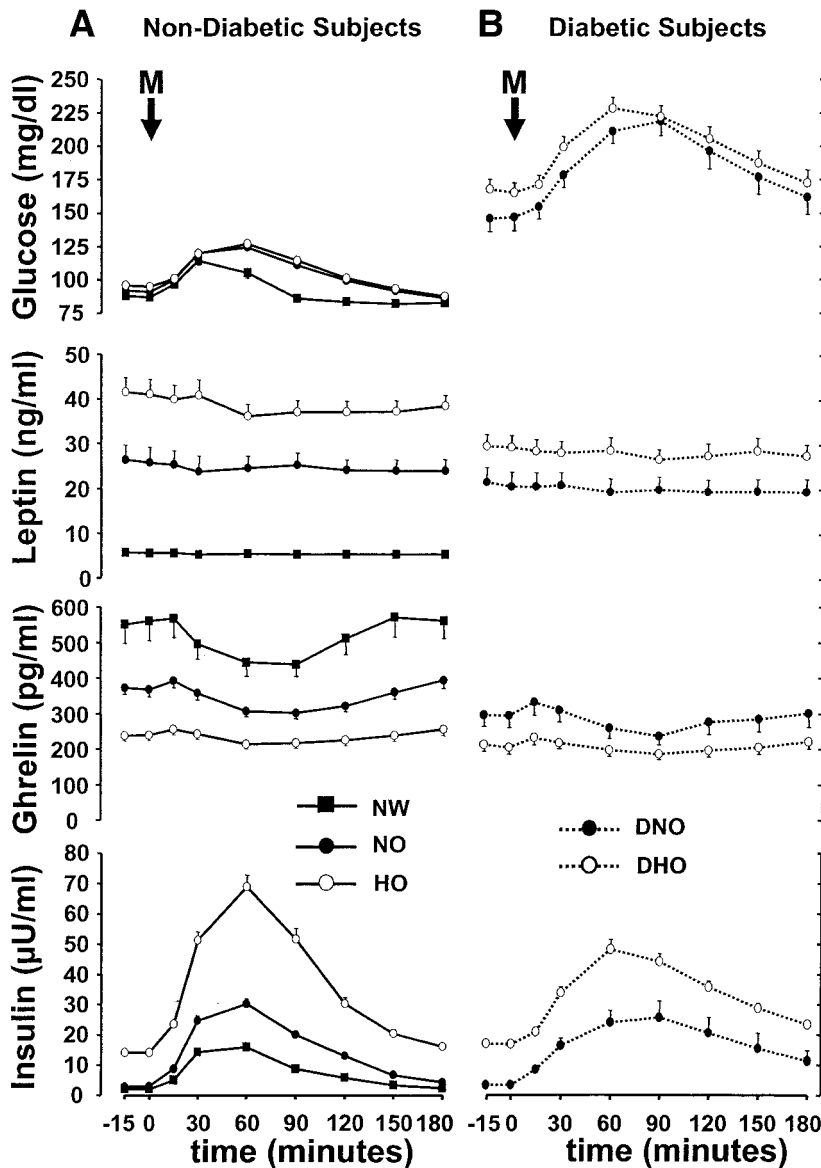 A Non-Diabetic Subjects
B Diabetic Subjects
M
M
Glucose (mg/dl)
250
225
200
175
150
125
100
75
Leptin (ng/ml)
50
40
30
20
10
0
Ghrelin (pg/ml)
600
500
400
300
200
100
0
NW
NO
HO
DNO
DHO
Insulin (µU/ml)
80
70
60
50
40
30
20
10
0
-15 0 30 60 90 120 150 180
time (minutes)
-15 0 30 60 90 120 150 180
time (minutes)